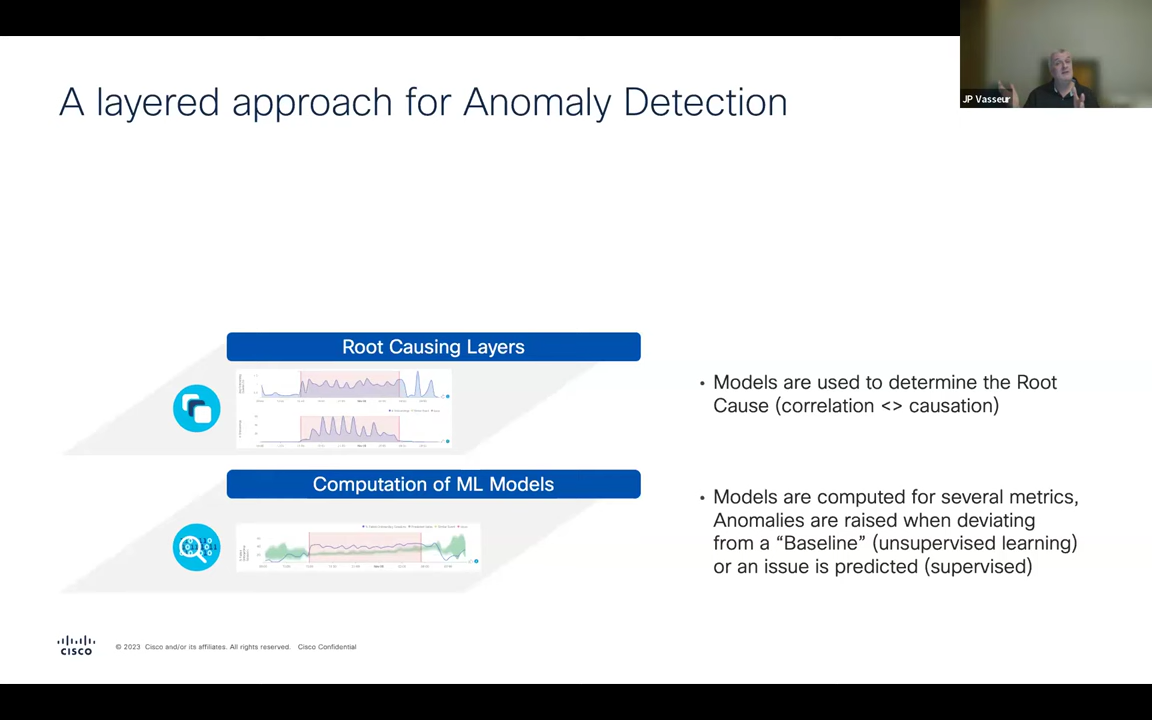 JP Vasseur
A layered approach for Anomaly Detection
Root Causing Layers
• Models are used to determine the Root
Cause (correlation <> causation)
Computation of ML Models
• Models are computed for several metrics,
Anomalies are raised when deviating
from a “Baseline” (unsupervised learning)
or an issue is predicted (supervised)
CISCO
© 2023 Cisco and/or its affiliates. All rights reserved. Cisco Confidential